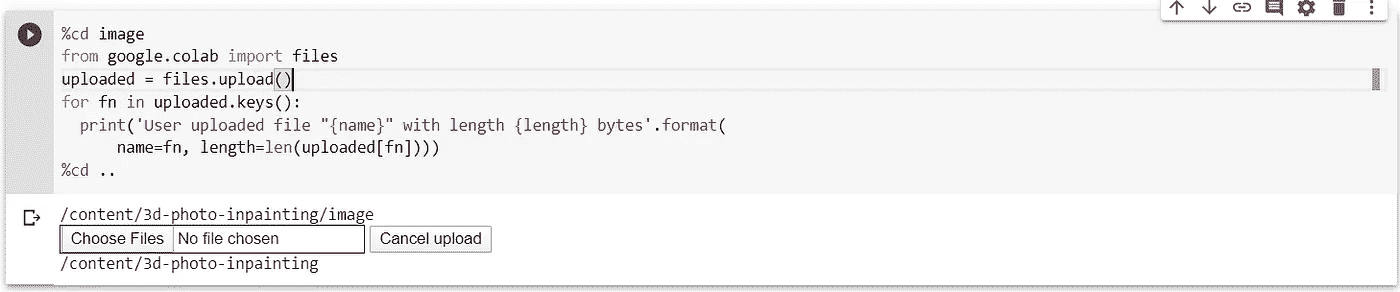 %cd image
from google.colab import files
uploaded = files.upload()
for fn in uploaded.keys():
  print('User uploaded file "{name}" with length {length} bytes'.format(
      name=fn, length=len(uploaded[fn])))
%cd ..
/content/3d-photo-inpainting/image
Choose Files No file chosen Cancel upload
/content/3d-photo-inpainting